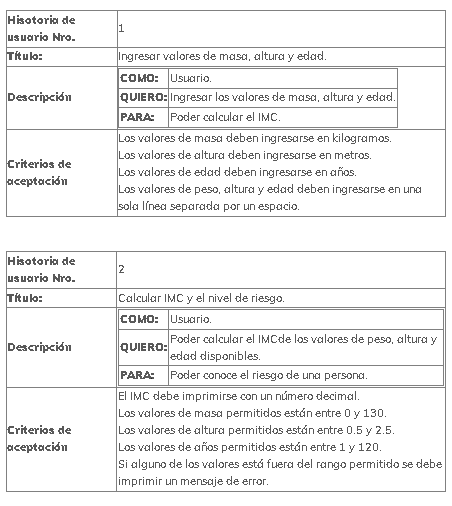 Hisotoria de usuario Nro.
1
Título:
Ingresar valores de masa, altura y edad.
Descripción
COMO: Usuario.
QUIERO: Ingresar los valores de masa, altura y edad.
PARA: Poder calcular el IMC.
Criterios de aceptación
Los valores de masa deben ingresarse en kilogramos.
Los valores de altura deben ingresarse en metros.
Los valores de edad deben ingresarse en años.
Los valores de peso, altura y edad deben ingresarse en una
sola línea separada por un espacio.
Hisotoria de usuario Nro.
2
Título:
Calcular IMC y el nivel de riesgo.
Descripción
COMO: Usuario.
QUIERO: Poder calcular el IMCde los valores de peso, altura y
edad disponibles.
PARA: Poder conoce el riesgo de una persona.
Criterios de aceptación
El IMC debe imprimirse con un número decimal.
Los valores de masa permitidos están entre 0 y 130.
Los valores de altura permitidos están entre 0.5 y 2.5.
Los valores de años permitidos están entre 1 y 120.
Si alguno de los valores está fuera del rango permitido se debe
imprimir un mensaje de error.